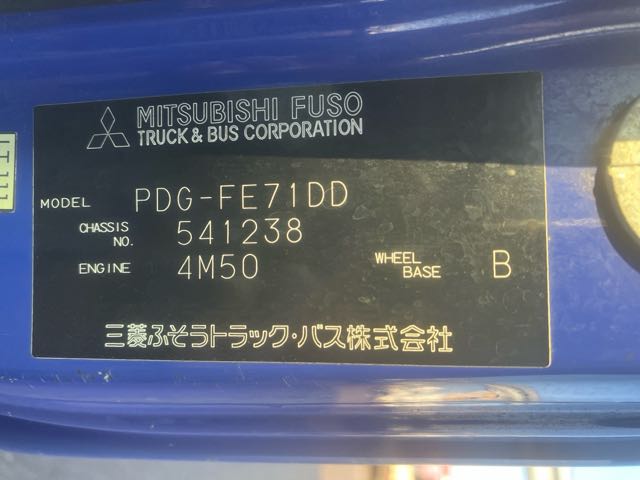 MITSUBISHI FUSO
TRUCK & BUS CORPORATION
MODEL PDG-FE71DD
CHASSIS NO. 541238
ENGINE 4M50 WHEEL BASE B
三菱ふそうトラック・バス株式会社